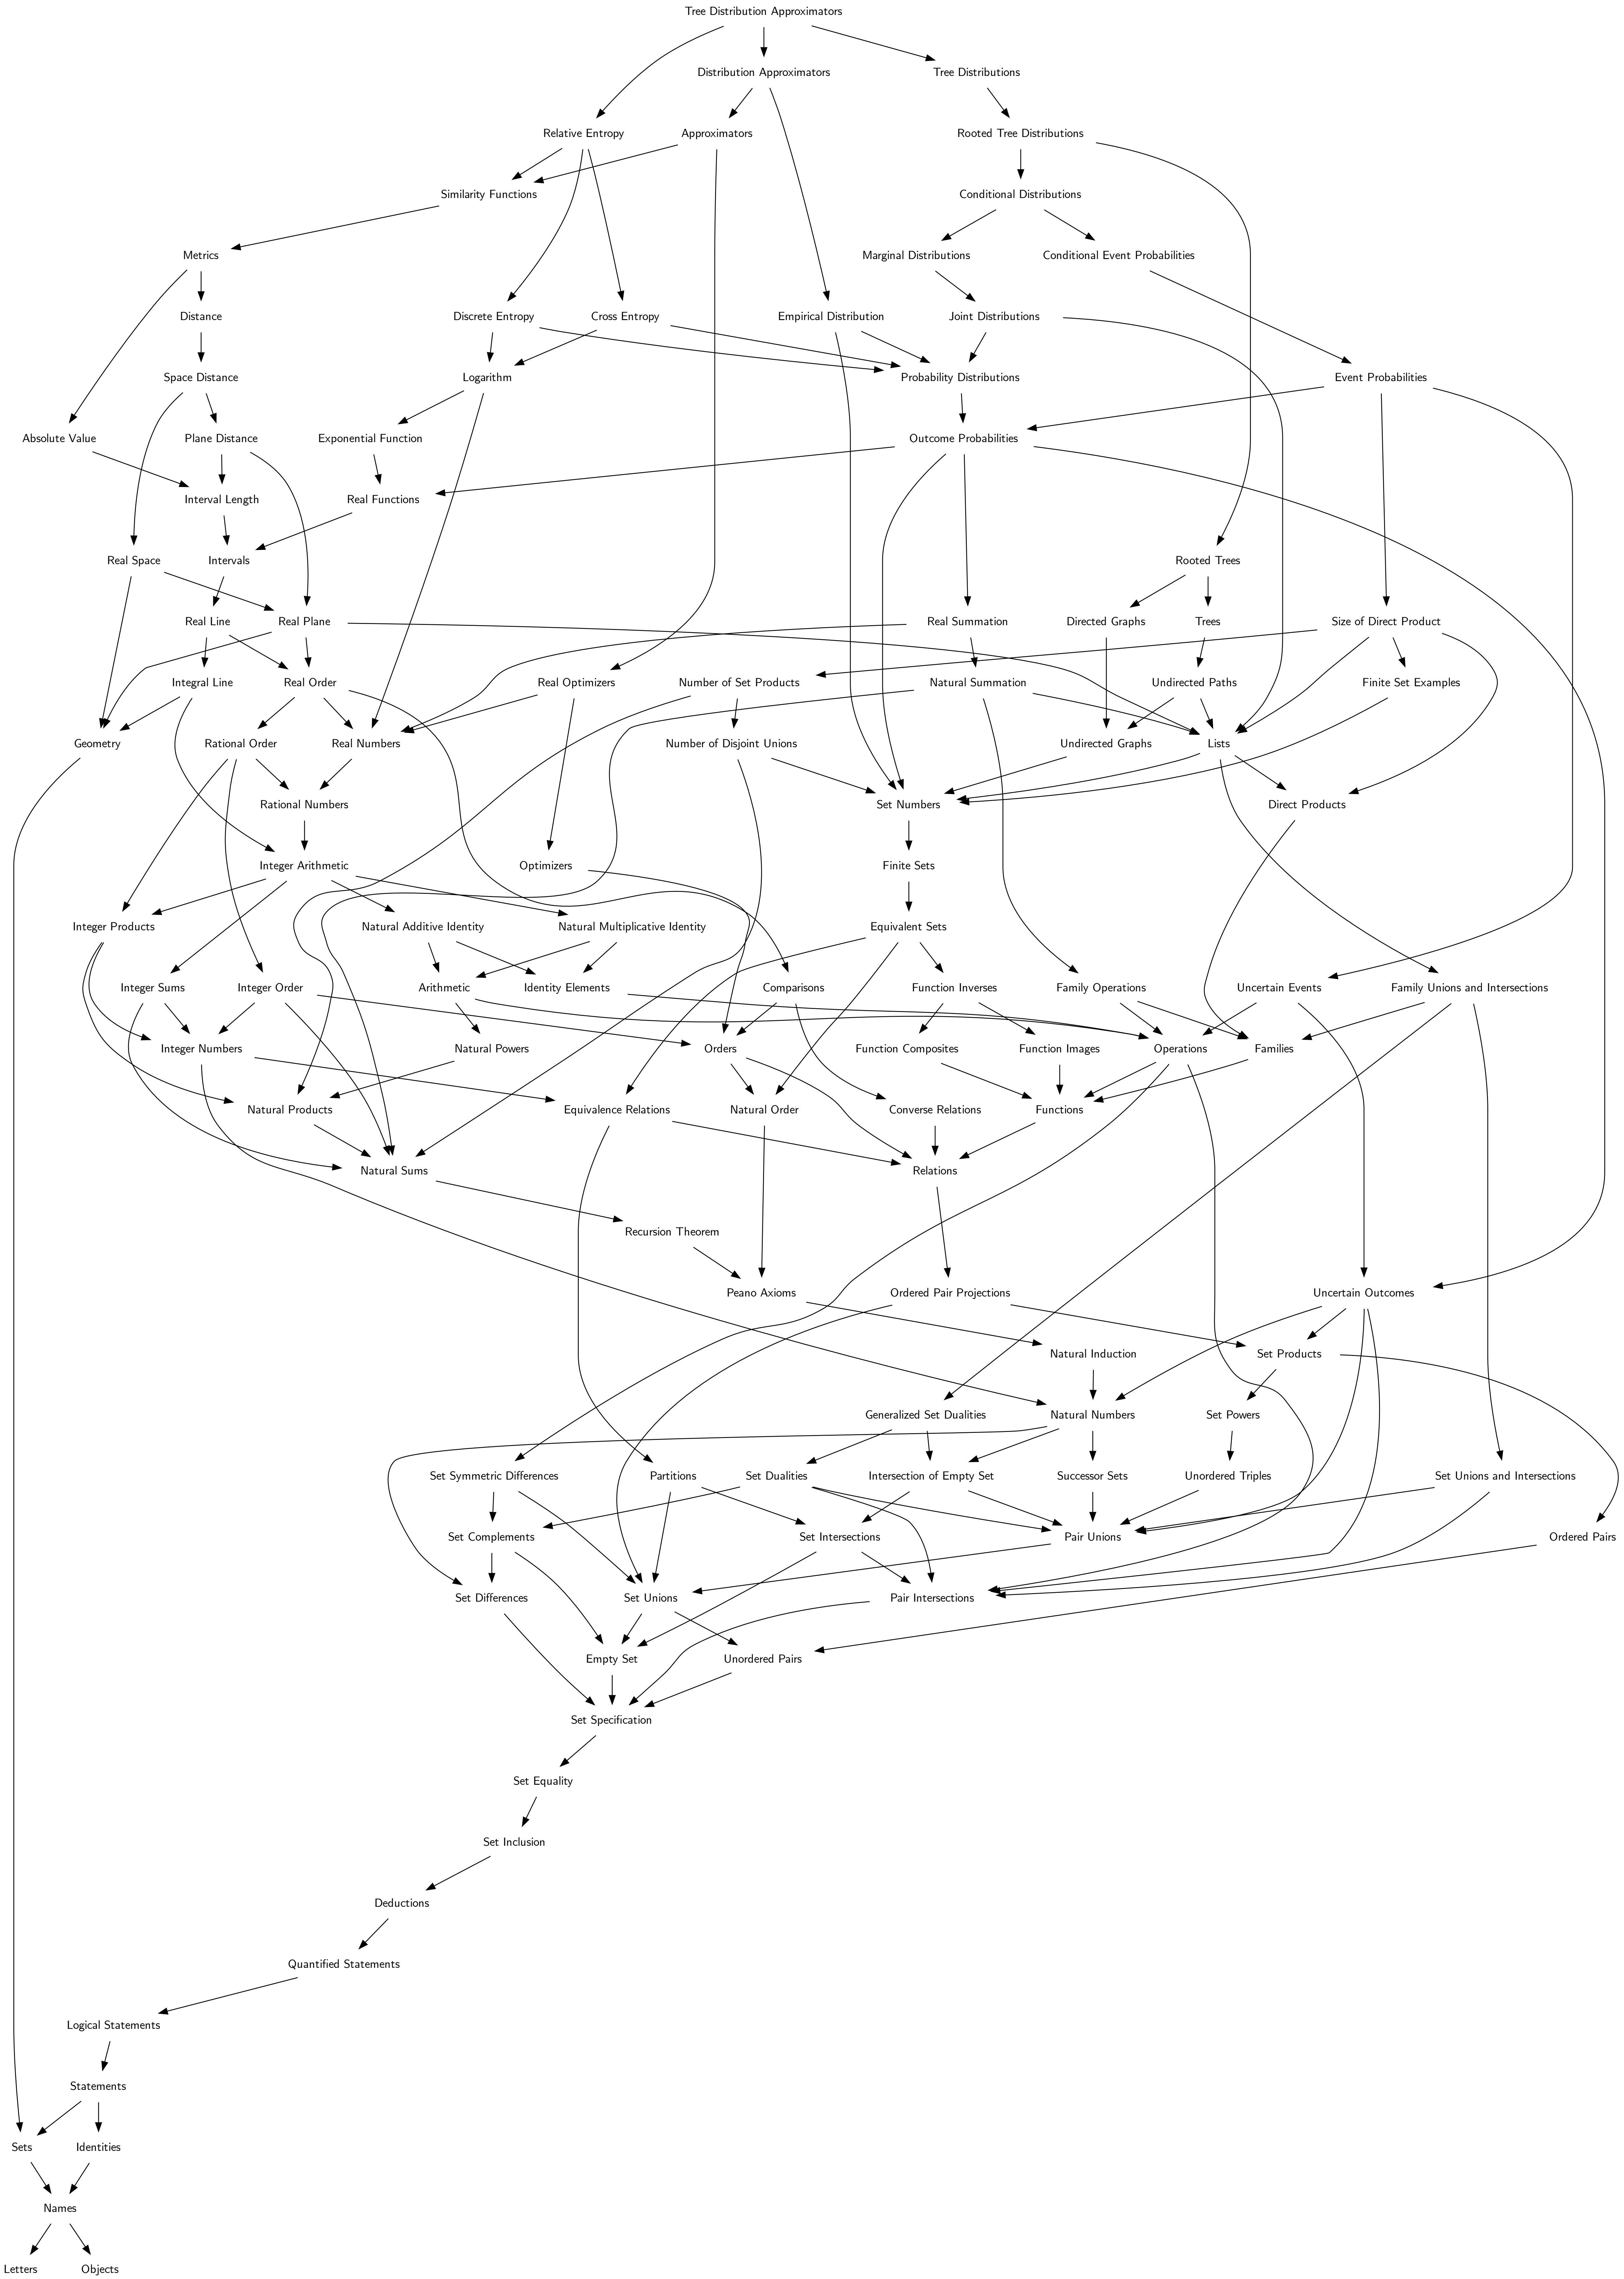 Tree Distribution Approximators
Distribution Approximators
Tree Distributions
Relative Entropy
Approximators
Rooted Tree Distributions
Similarity Functions
Conditional Distributions
Metrics
Marginal Distributions
Conditional Event Probabilities
Distance
Discrete Entropy
Cross Entropy
Empirical Distribution
Joint Distributions
Space Distance
Logarithm
Probability Distributions
Event Probabilities
Absolute Value
Plane Distance
Exponential Function
Outcome Probabilities
Interval Length
Real Functions
Real Space
Intervals
Rooted Trees
Real Line
Real Plane
Real Summation
Directed Graphs
Trees
Size of Direct Product
Integral Line
Real Order
Real Optimizers
Number of Set Products
Natural Summation
Undirected Paths
Finite Set Examples
Geometry
Rational Order
Real Numbers
Number of Disjoint Unions
Undirected Graphs
Lists
Rational Numbers
Set Numbers
Direct Products
Integer Arithmetic
Optimizers
Finite Sets
Integer Products
Natural Additive Identity
Natural Multiplicative Identity
Equivalent Sets
Integer Sums
Integer Order
Arithmetic
Identity Elements
Comparisons
Function Inverses
Family Operations
Uncertain Events
Family Unions and Intersections
Integer Numbers
Natural Powers
Orders
Function Composites
Function Images
Operations
Families
Natural Products
Equivalence Relations
Natural Order
Converse Relations
Functions
Natural Sums
Relations
Recursion Theorem
Peano Axioms
Ordered Pair Projections
Uncertain Outcomes
Natural Induction
Set Products
Generalized Set Dualities
Natural Numbers
Set Powers
Set Symmetric Differences
Partitions
Set Dualities
Intersection of Empty Set
Successor Sets
Unordered Triples
Set Unions and Intersections
Set Complements
Set Intersections
Pair Unions
Ordered Pairs
Set Differences
Set Unions
Pair Intersections
Empty Set
Unordered Pairs
Set Specification
Set Equality
Set Inclusion
Deductions
Quantified Statements
Logical Statements
Statements
Sets
Identities
Names
Letters
Objects